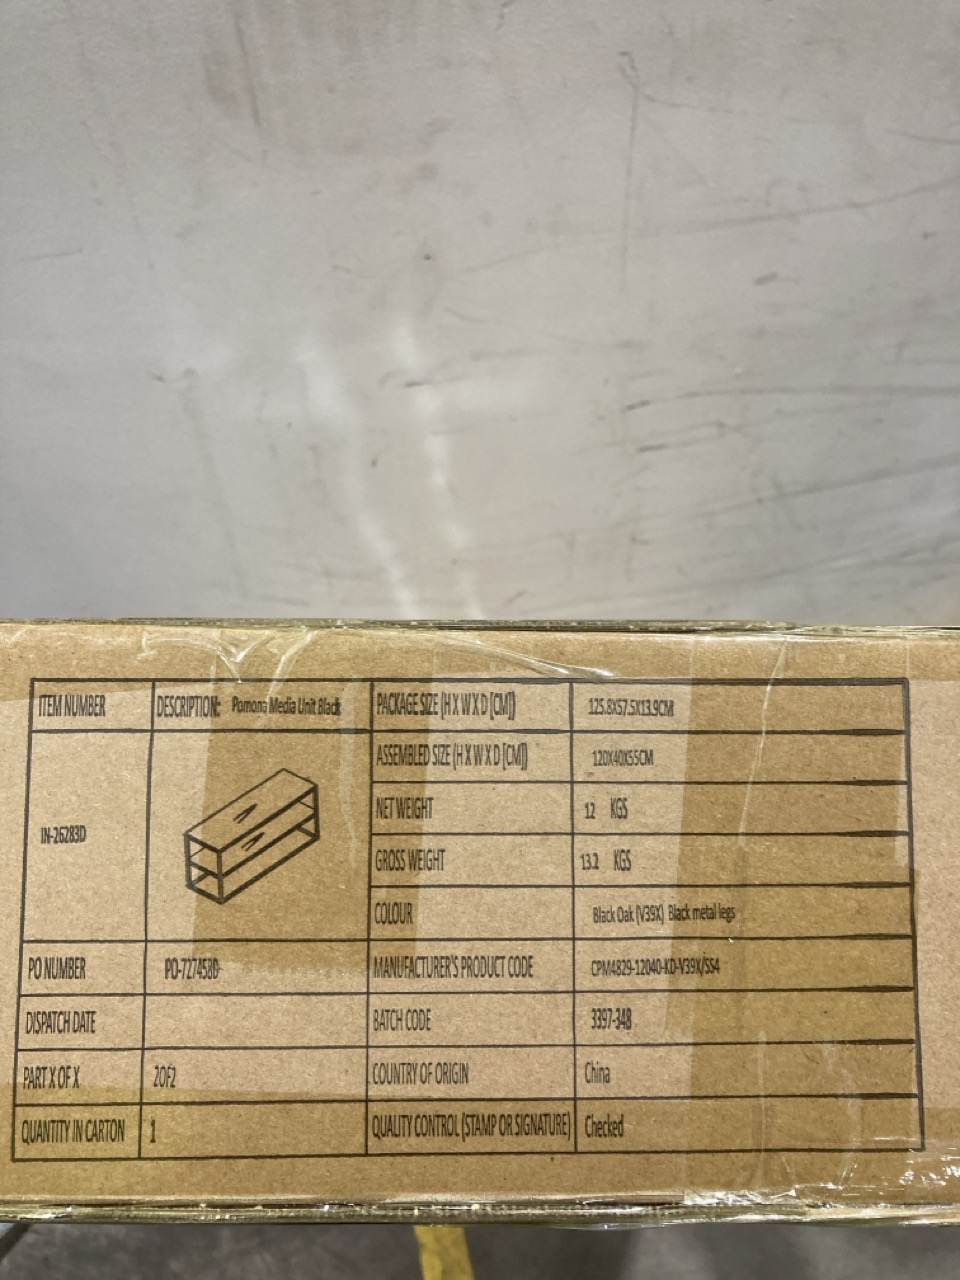 ITEM NUMBER DESCRIPTION: Pomona Media Unit Black PACKAGE SIZE (H X W X D [CM]) 125.8X57.5X13.9CM
ASSEMBLED SIZE (H X W X D [CM]) 120X40X55CM
NET WEIGHT 12 KGS
IN-26283D
GROSS WEIGHT 13.2 KGS
COLOUR Black Oak (V39X) Black metal legs
PO NUMBER PO-727458D MANUFACTURER'S PRODUCT CODE CPM4829-12040-KD-V39X/SS4
DISPATCH DATE BATCH CODE 3397-348
PART X OF X 2OF2 COUNTRY OF ORIGIN China
QUANTITY IN CARTON 1 QUALITY CONTROL (STAMP OR SIGNATURE) Checked